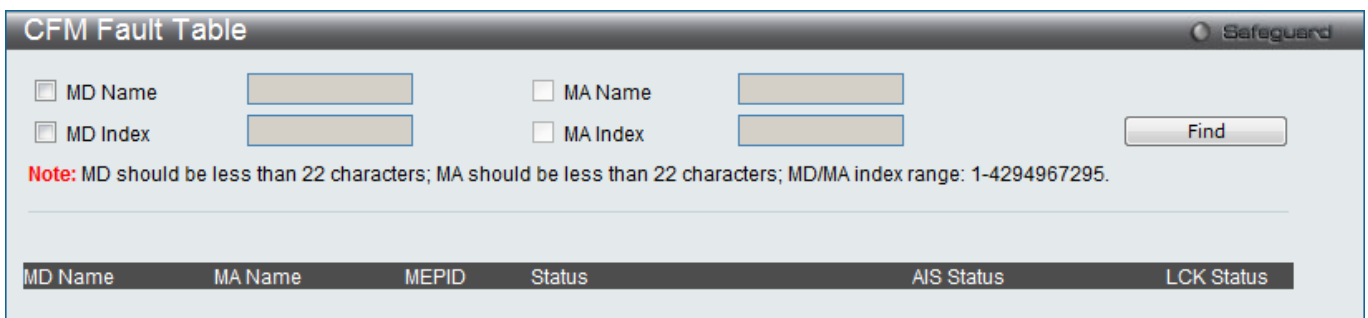 CFM Fault Table Safeguard
MD Name MA Name
MD Index MA Index Find
Note: MD should be less than 22 characters; MA should be less than 22 characters; MD/MA index range: 1-4294967295.
MD Name MA Name MEPID Status AIS Status LCK Status